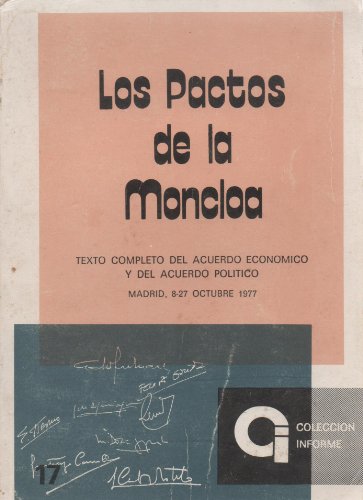 Los Pactos
de la
Moncloa
TEXTO COMPLETO DEL ACUERDO ECONOMICO
Y DEL ACUERDO POLITICO
MADRID, 8-27 OCTUBRE 1977
COLECCION
INFORME
17